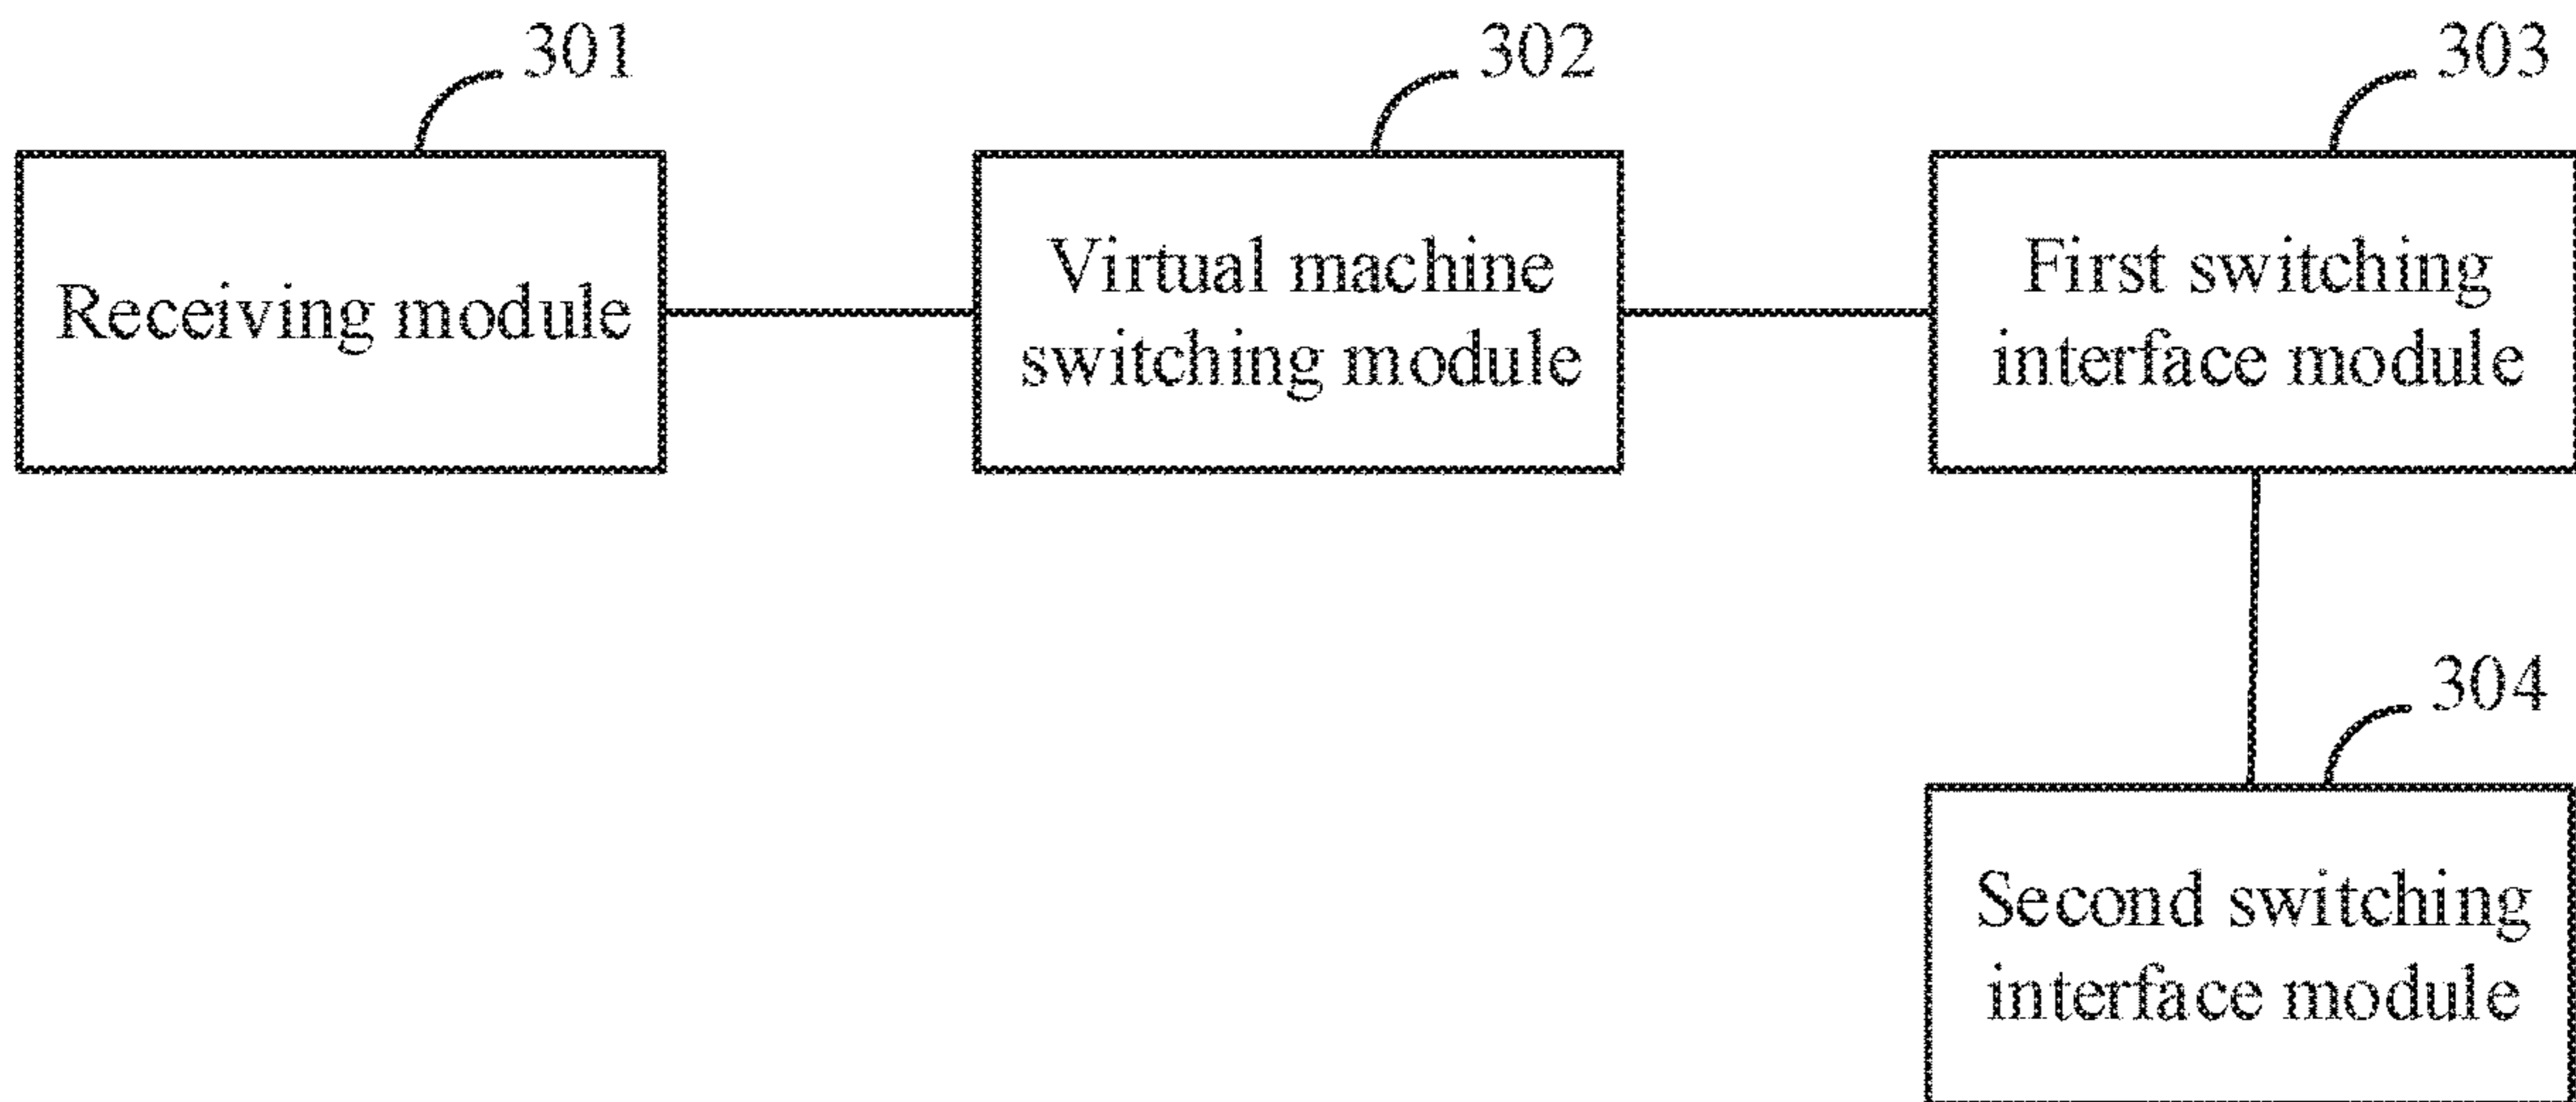 301
302
303
Receiving module
Virtual machine
switching module
First switching
interface module
304
Second switching
interface module